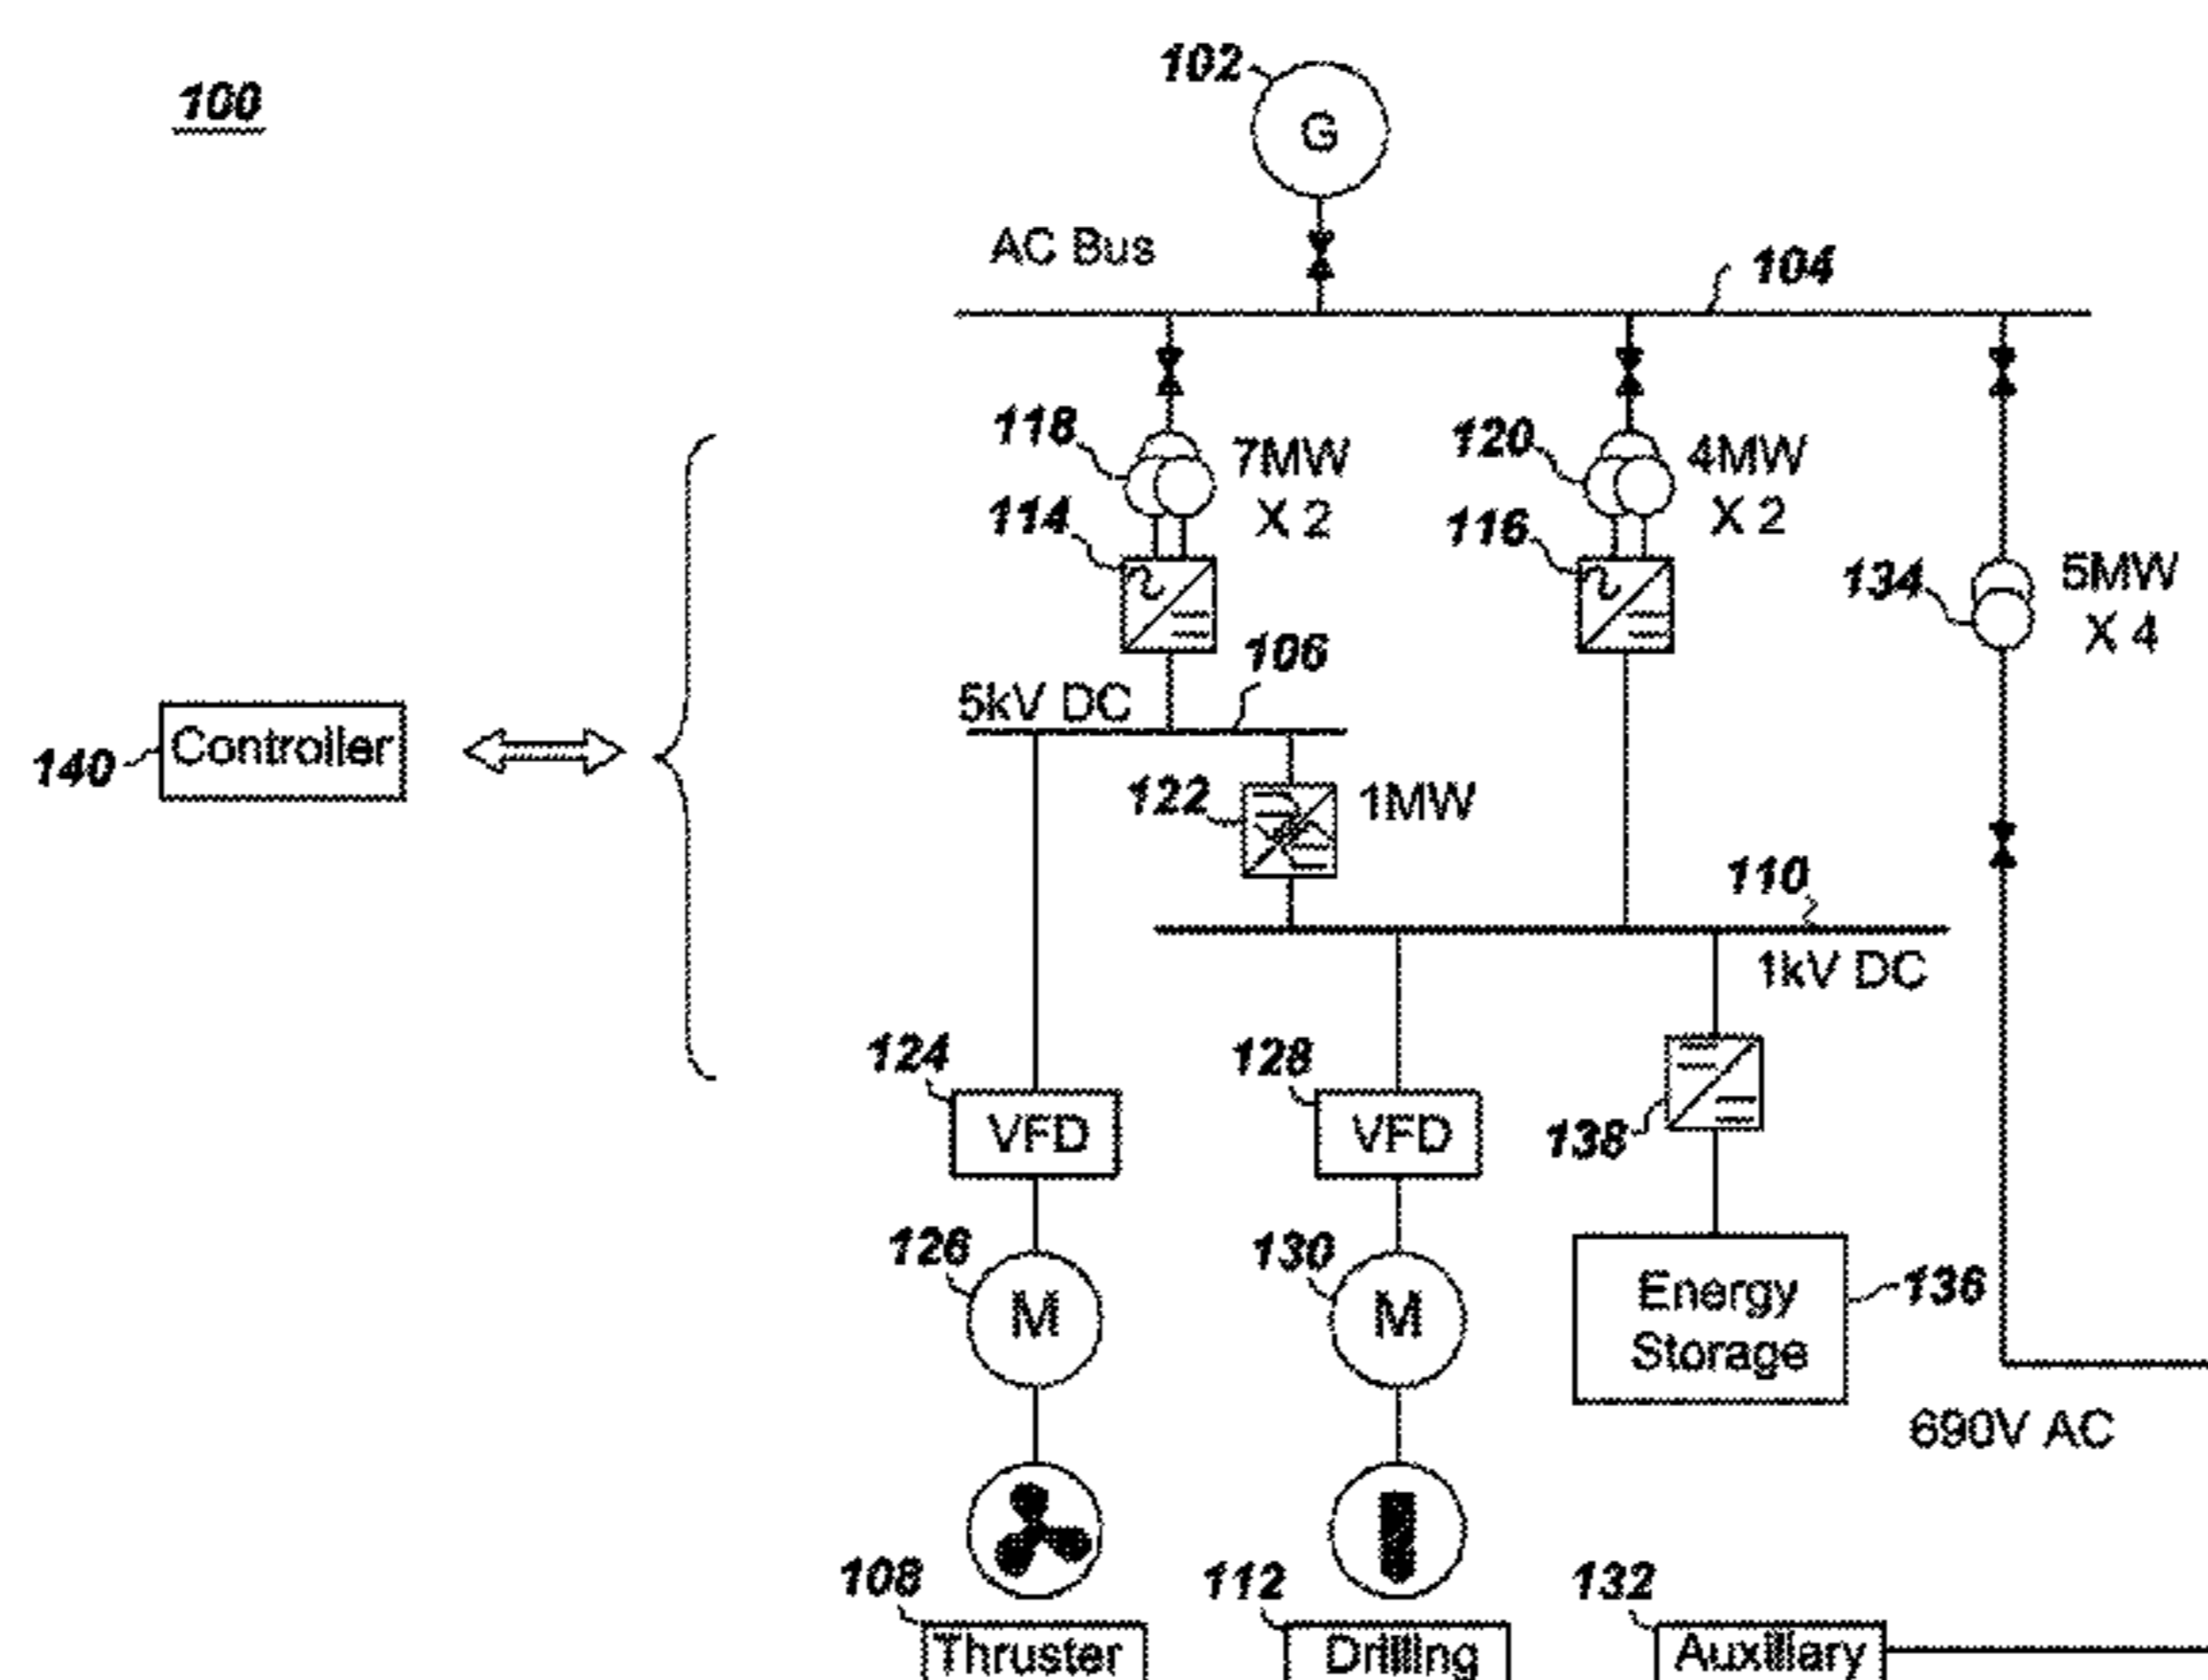 100
102
G
AC Bus
104
118
7MW
X 2
120
4MW
X 2
114
116
134
5MW
X 4
106
5kV DC
140
Controller
122
1MW
110
1kV DC
124
VFD
128
VFD
138
126
M
130
M
Energy
Storage
136
690V AC
108
Thruster
112
Drilling
132
Auxiliary